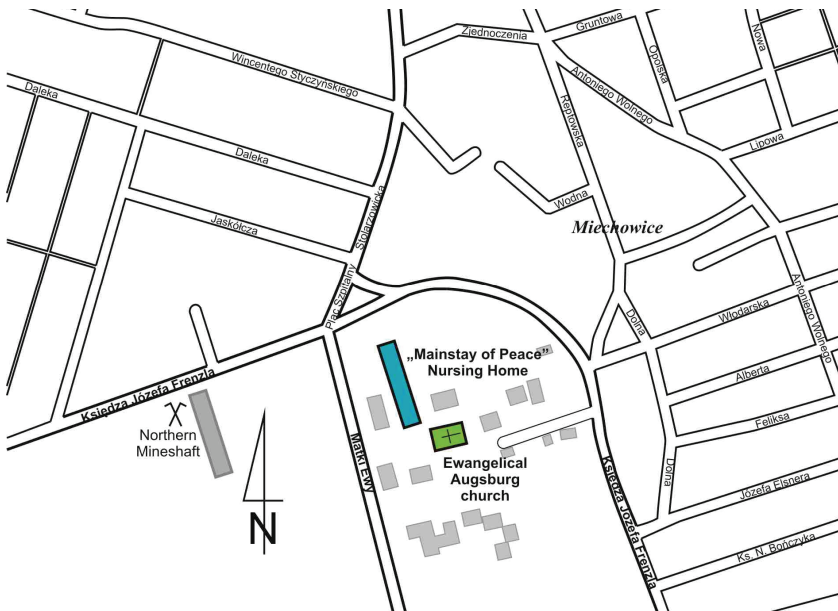 Zjednoczenia
Gruntowa
Nowa
Opolska
Wincentego Styczyńskiego
Antoniego Wolnego
Daleka
Reptowska
Lipowa
Daleka
Wodna
Stolarzowicka
Jaskółcza
Miechowice
Plac Szpitalny
Antoniego Wolnego
Włodarska
Dolna
„Mainstay of Peace”
Nursing Home
Alberta
Księdza Józefa Frenzla
Feliksa
Northern
Mineshaft
Matki Ewy
Ewangelical
Augsburg
church
Dolna
Księdza Józefa Frenzla
Józefa Elsnera
N
Ks. N. Bończyka